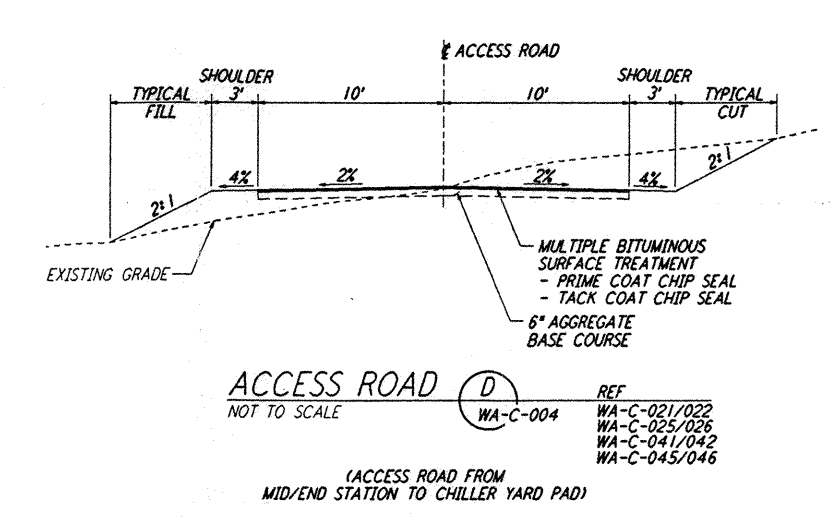 ℄ ACCESS ROAD
SHOULDER
SHOULDER
TYPICAL
FILL
3'
10'
10'
3'
TYPICAL
CUT
2:1
4%
2%
2%
4%
2:1
EXISTING GRADE
MULTIPLE BITUMINOUS
SURFACE TREATMENT
- PRIME COAT CHIP SEAL
- TACK COAT CHIP SEAL
6" AGGREGATE
BASE COURSE
ACCESS ROAD
NOT TO SCALE
D
WA-C-004
REF
WA-C-021/022
WA-C-025/026
WA-C-041/042
WA-C-045/046
(ACCESS ROAD FROM
MID/END STATION TO CHILLER YARD PAD)